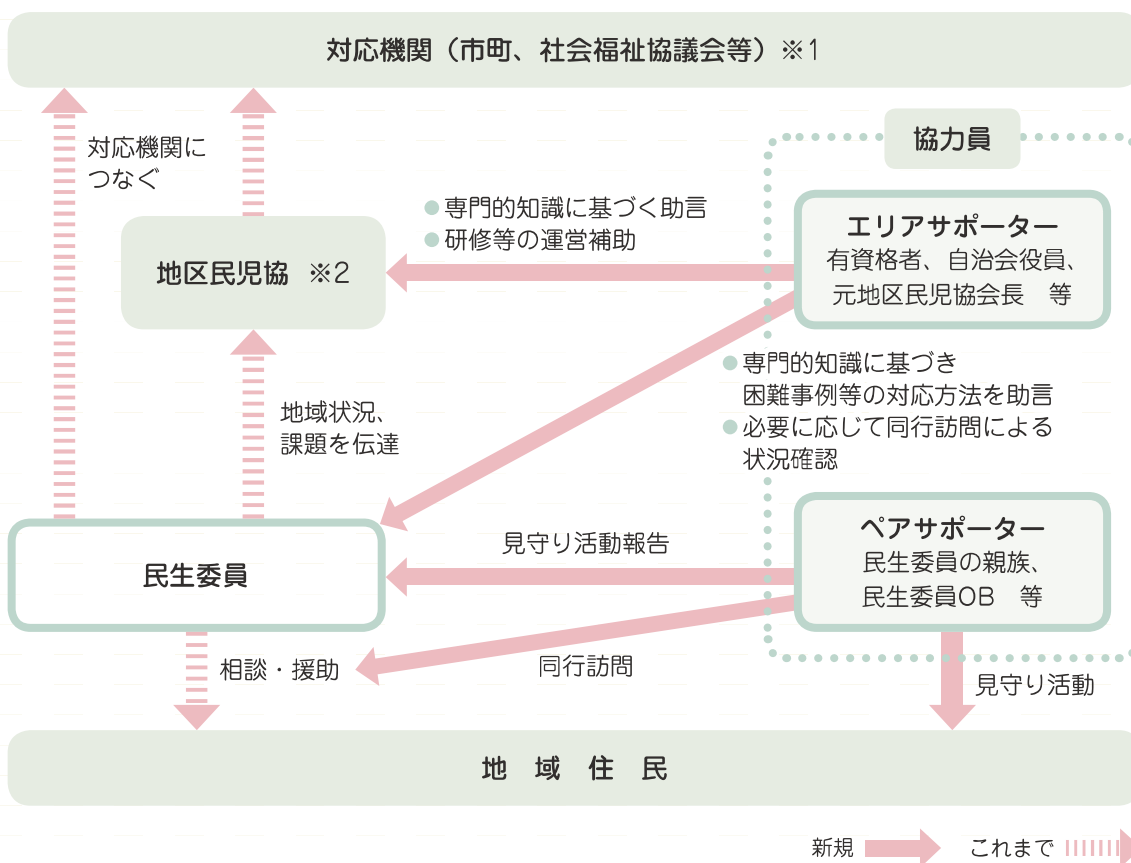 対応機関（市町、社会福祉協議会等）※1
対応機関に
つなぐ
協力員
専門的知識に基づく助言
研修等の運営補助
エリアサポーター
有資格者、自治会役員、
元地区民児協会長　等
地区民児協　※2
専門的知識に基づき
困難事例等の対応方法を助言
必要に応じて同行訪問による
状況確認
地域状況、
課題を伝達
見守り活動報告
ペアサポーター
民生委員の親族、
民生委員OB　等
民生委員
相談・援助
同行訪問
見守り活動
地　域　住　民
新規
これまで